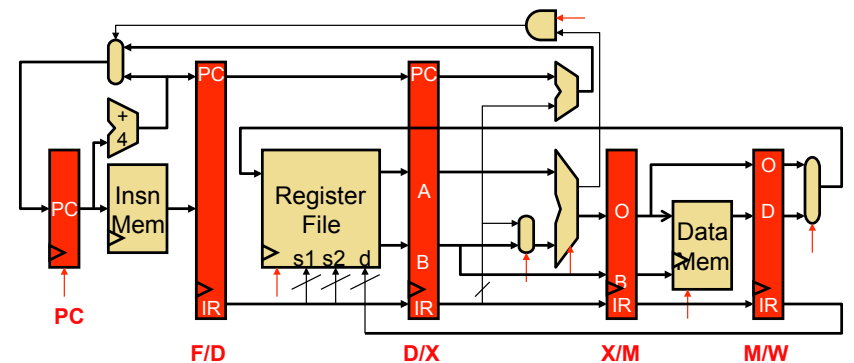 PC
PC
+
4
PC
Insn
Mem
Register
File
s1 s2 d
A
B
O
B
Data
Mem
O
D
IR
IR
IR
IR
PC
F/D
D/X
X/M
M/W